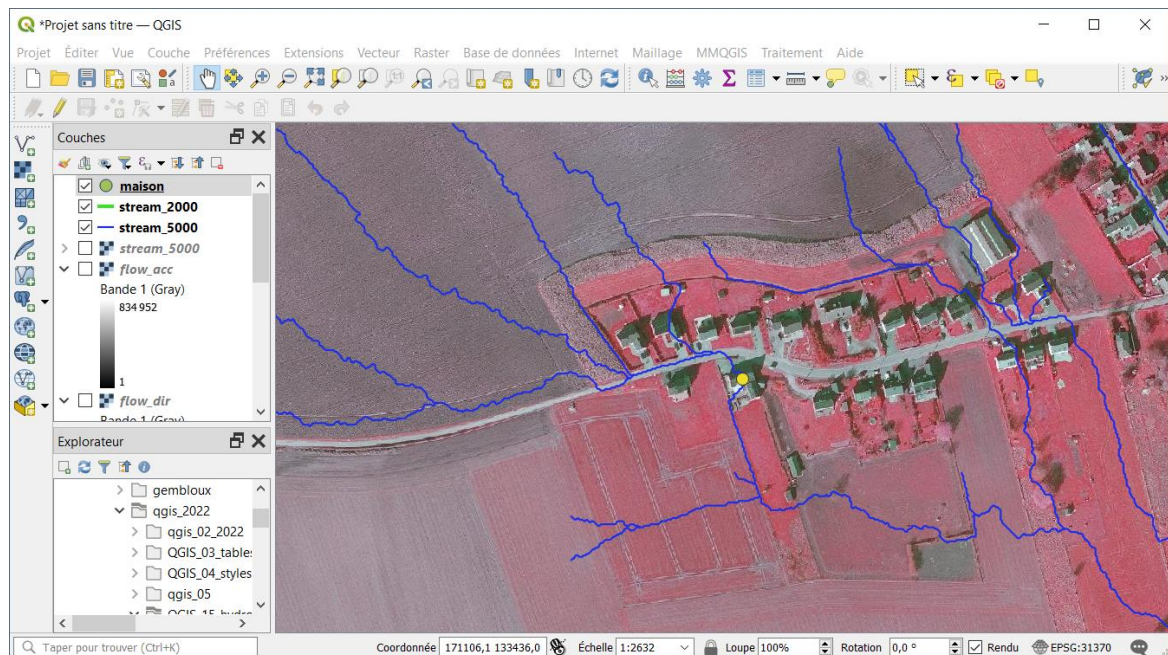 *Projet sans titre — QGIS
Projet Éditer Vue Couche Préférences Extensions Vecteur Raster Base de données Internet Maillage MMQGIS Traitement Aide
Couches
maison
stream_2000
stream_5000
stream_5000
flow_acc
Bande 1 (Gray)
834 952
1
flow_dir
Explorateur
gembloux
qgis_2022
qgis_02_2022
QGIS_03_tables
QGIS_04_styles
qgis_05
Taper pour trouver (Ctrl+K)
Coordonnée 171106,1 133436,0
Échelle 1:2632
Loupe 100%
Rotation 0,0 °
Rendu
EPSG:31370